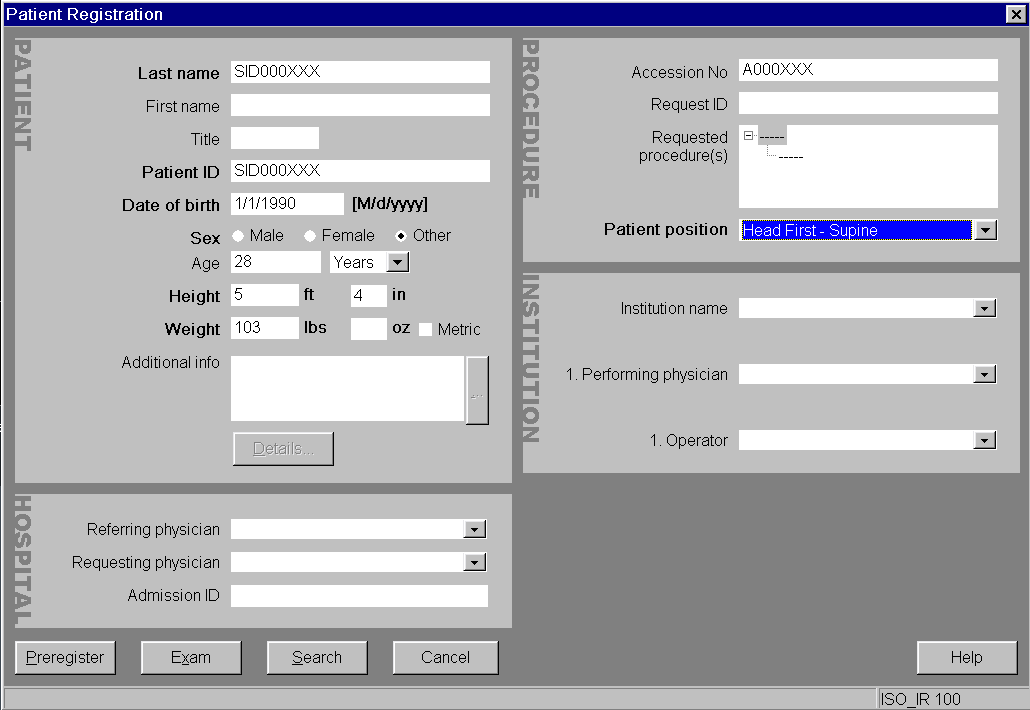 Patient Registration
PATIENT
Last name SID000XXX
First name
Title
Patient ID SID000XXX
Date of birth 1/1/1990 [M/d/yyyy]
Sex Male Female Other
Age 28 Years
Height 5 ft 4 in
Weight 103 lbs oz Metric
Additional info
...
Details...
HOSPITAL
Referring physician
Requesting physician
Admission ID
PROCEDURE
Accession No A000XXX
Request ID
Requested -----
procedure(s) -----
Patient position Head First - Supine
INSTITUTION
Institution name
1. Performing physician
1. Operator
Preregister Exam Search Cancel Help
ISO_IR 100